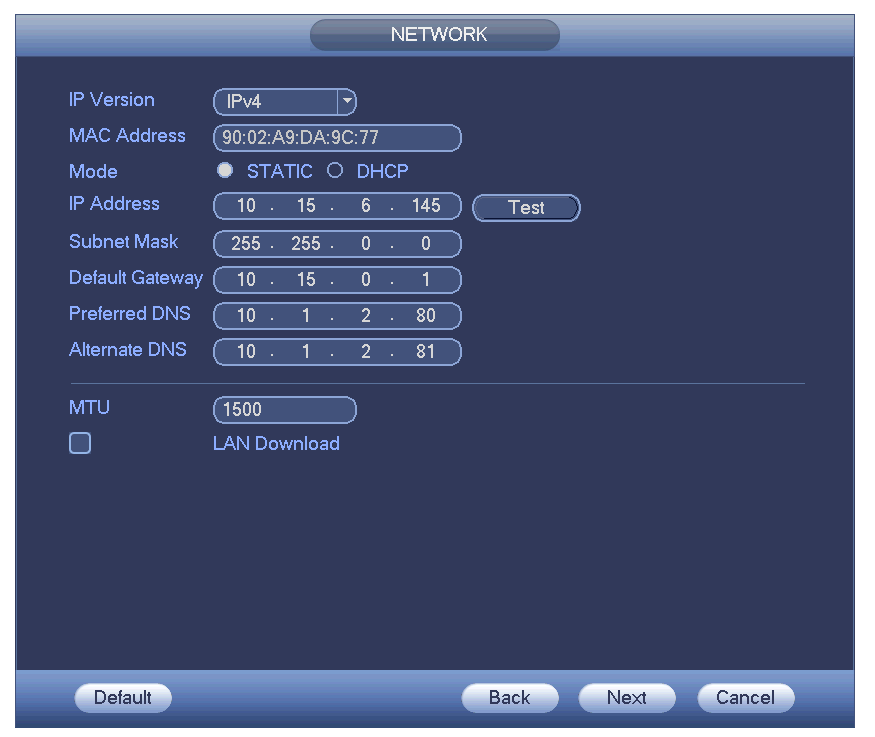 NETWORK
IP Version IPv4
MAC Address 90:02:A9:DA:9C:77
Mode STATIC DHCP
IP Address 10 . 15 . 6 . 145 Test
Subnet Mask 255 . 255 . 0 . 0
Default Gateway 10 . 15 . 0 . 1
Preferred DNS 10 . 1 . 2 . 80
Alternate DNS 10 . 1 . 2 . 81
MTU 1500
LAN Download
Default Back Next Cancel